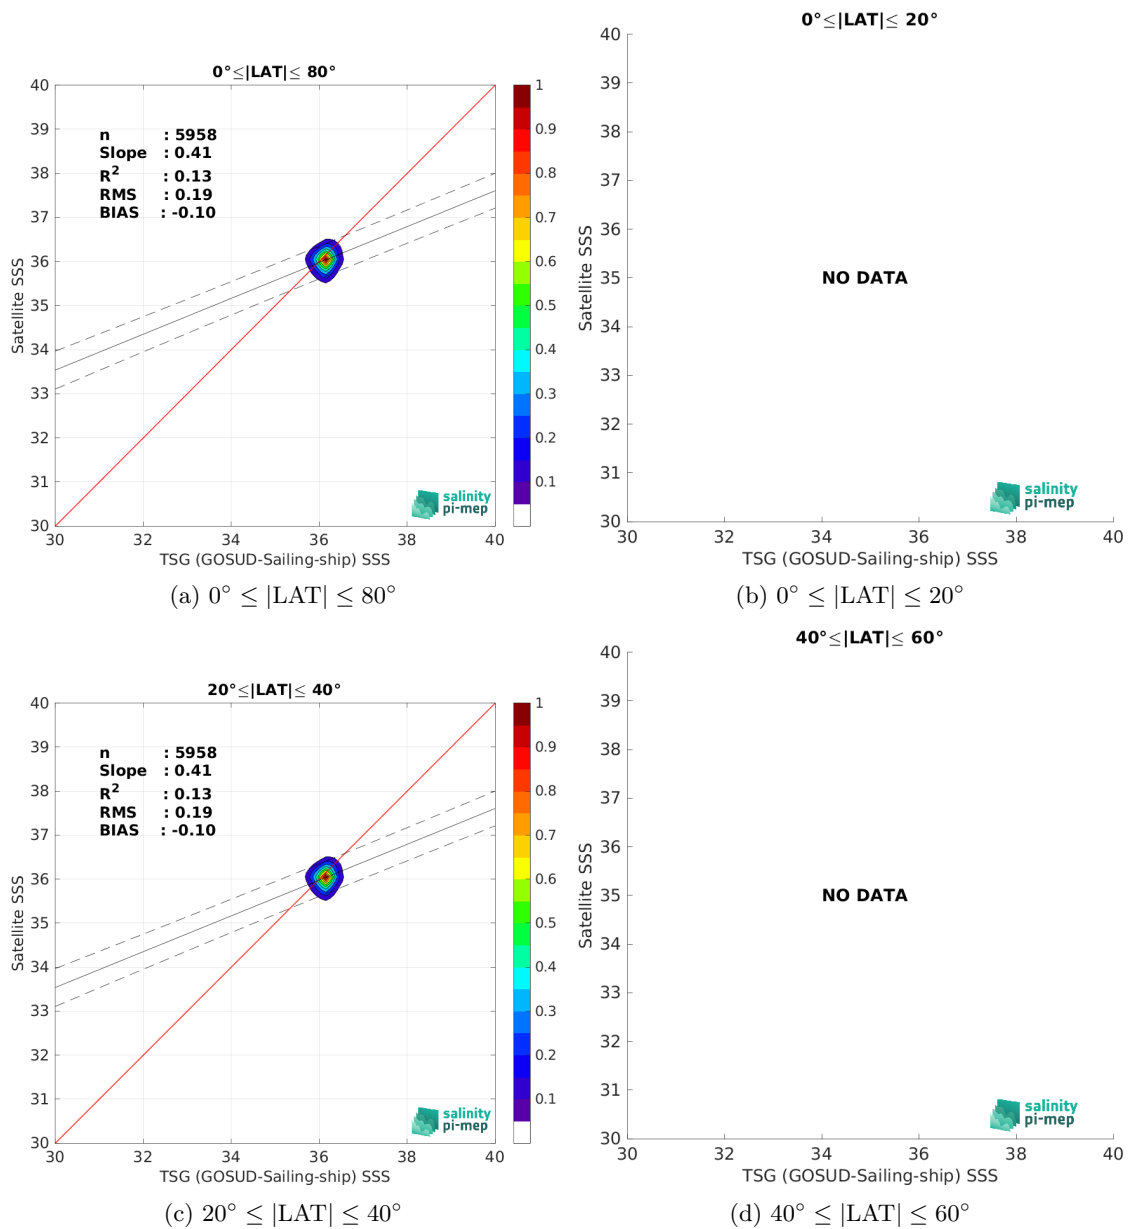 0°≤|LAT|≤ 80°
40
39
38
37
36
35
34
33
32
31
30
Satellite SSS
n : 5958
Slope : 0.41
R² : 0.13
RMS : 0.19
BIAS : -0.10
1
0.9
0.8
0.7
0.6
0.5
0.4
0.3
0.2
0.1
salinity
pi-mep
30 32 34 36 38 40
TSG (GOSUD-Sailing-ship) SSS
(a) 0° ≤ |LAT| ≤ 80°
0°≤|LAT|≤ 20°
40
39
38
37
36
35
34
33
32
31
30
Satellite SSS
NO DATA
salinity
pi-mep
30 32 34 36 38 40
TSG (GOSUD-Sailing-ship) SSS
(b) 0° ≤ |LAT| ≤ 20°
20°≤|LAT|≤ 40°
40
39
38
37
36
35
34
33
32
31
30
Satellite SSS
n : 5958
Slope : 0.41
R² : 0.13
RMS : 0.19
BIAS : -0.10
1
0.9
0.8
0.7
0.6
0.5
0.4
0.3
0.2
0.1
salinity
pi-mep
30 32 34 36 38 40
TSG (GOSUD-Sailing-ship) SSS
(c) 20° ≤ |LAT| ≤ 40°
40°≤|LAT|≤ 60°
40
39
38
37
36
35
34
33
32
31
30
Satellite SSS
NO DATA
salinity
pi-mep
30 32 34 36 38 40
TSG (GOSUD-Sailing-ship) SSS
(d) 40° ≤ |LAT| ≤ 60°